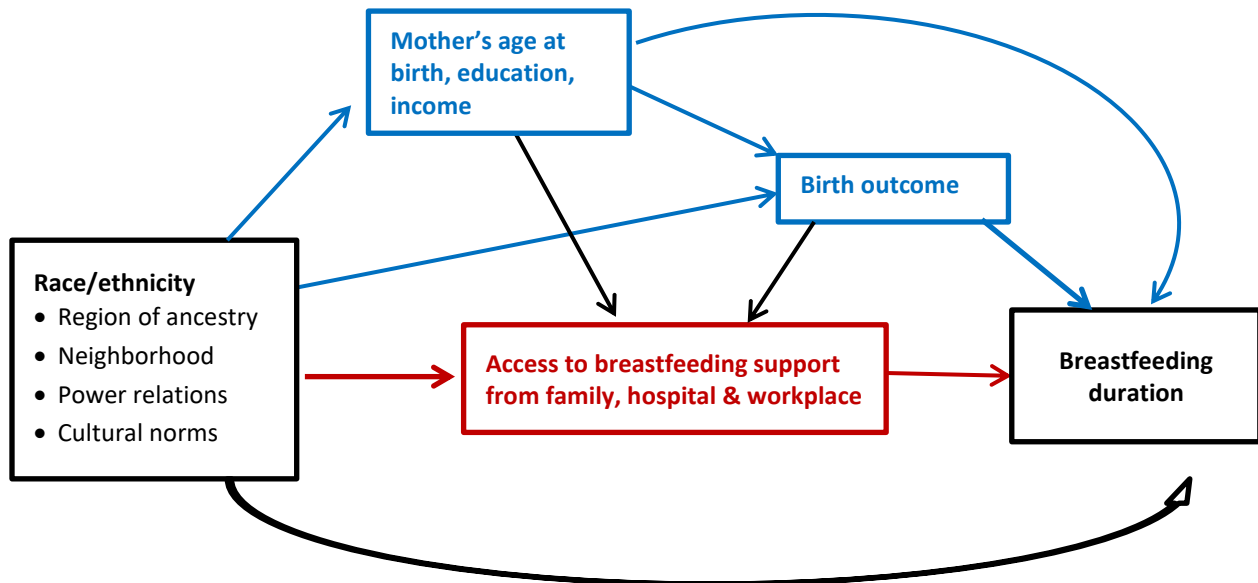 Mother’s age at
birth, education,
income
Birth outcome
Race/ethnicity
• Region of ancestry
• Neighborhood
• Power relations
• Cultural norms
Access to breastfeeding support
from family, hospital & workplace
Breastfeeding
duration